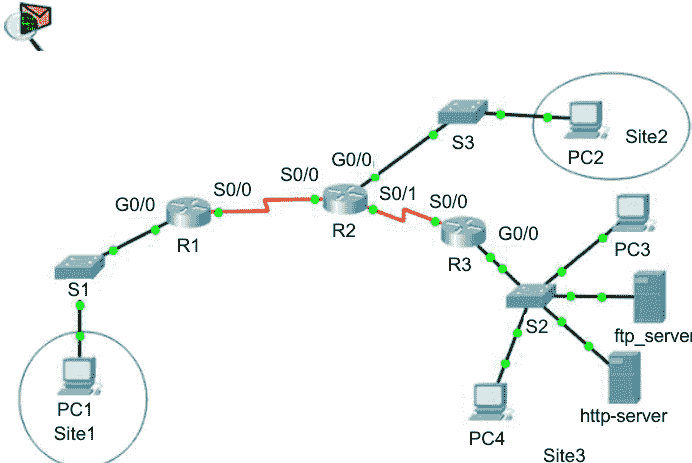 S3
PC2
Site2
G0/0
S0/0
S0/1
S0/0
G0/0
S0/0
R1
R2
R3
G0/0
PC3
S1
S2
ftp_server
PC1
Site1
PC4
http-server
Site3